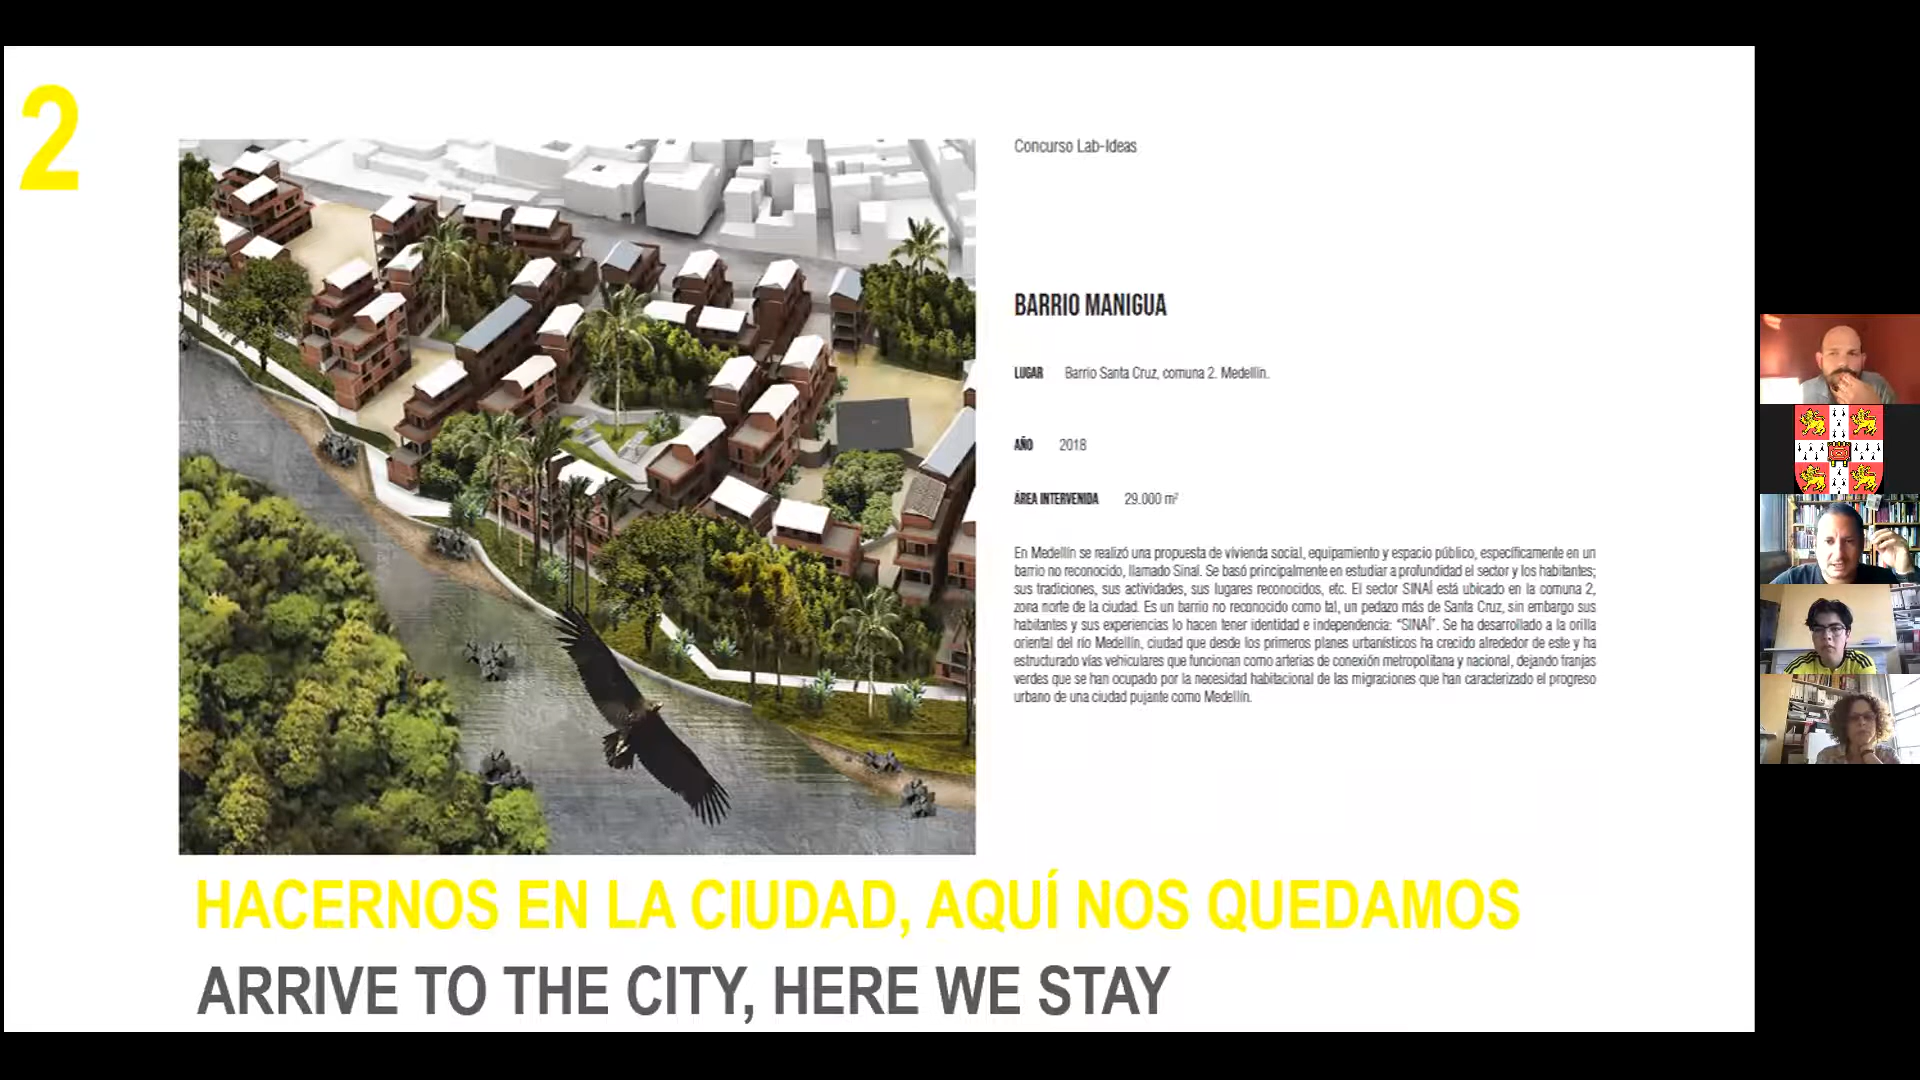 2
Concurso Lab-Ideas
BARRIO MANIGUA
LUGAR Barrio Santa Cruz, comuna 2. Medellín.
AÑO 2018
ÁREA INTERVENIDA 29.000 m²
En Medellín se realizó una propuesta de vivienda social, equipamiento y espacio público, específicamente en un
barrio no reconocido, llamado Sinaí. Se basó principalmente en estudiar a profundidad el sector y los habitantes;
sus tradiciones, sus actividades, sus lugares reconocidos, etc. El sector SINAÍ está ubicado en la comuna 2,
zona norte de la ciudad. Es un barrio no reconocido como tal, un pedazo más de Santa Cruz, sin embargo sus
habitantes y sus experiencias lo hacen tener identidad e independencia: “SINAÍ”. Se ha desarrollado a la orilla
oriental del río Medellín, ciudad que desde los primeros planes urbanísticos ha crecido alrededor de este y ha
estructurado vías vehiculares que funcionan como arterias de conexión metropolitana y nacional, dejando franjas
verdes que se han ocupado por la necesidad habitacional de las migraciones que han caracterizado el progreso
urbano de una ciudad pujante como Medellín.
HACERNOS EN LA CIUDAD, AQUÍ NOS QUEDAMOS
ARRIVE TO THE CITY, HERE WE STAY